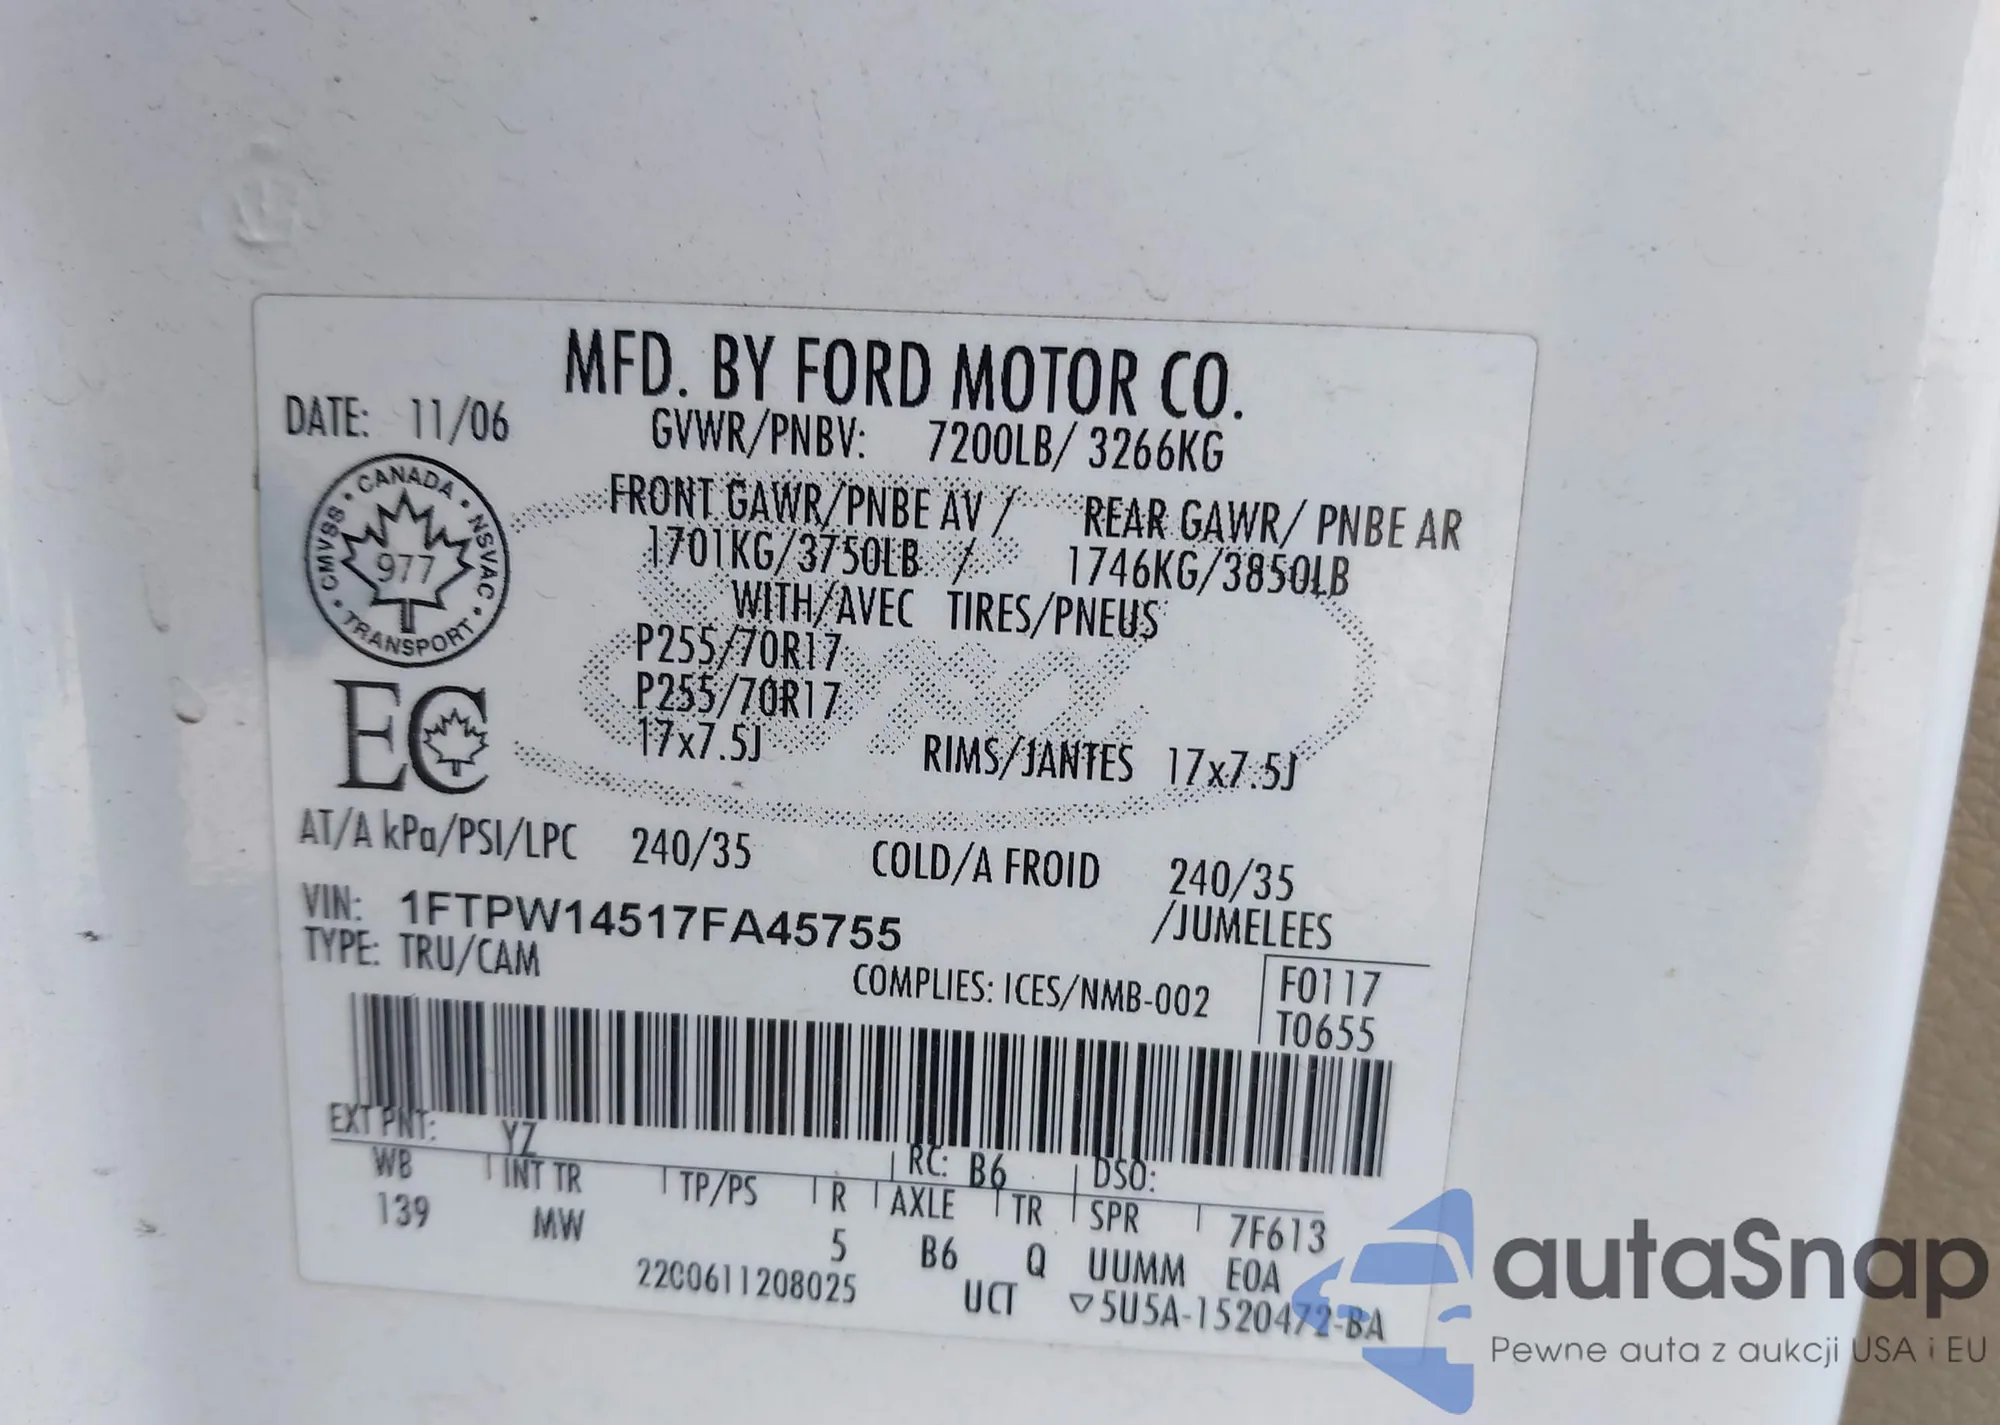 MFD. BY FORD MOTOR CO.
DATE: 11/06
GVWR/PNBV: 7200LB/ 3266KG
FRONT GAWR/PNBE AV / REAR GAWR/ PNBE AR
1701KG/3750LB / 1746KG/3850LB
WITH/AVEC TIRES/PNEUS
P255/70R17
P255/70R17
17x7.5J RIMS/JANTES 17x7.5J
CANADA · NSVAC · TRANSPORT · CMVSS ·
977
EC
AT/A kPa/PSI/LPC 240/35 COLD/A FROID 240/35
VIN: 1FTPW14517FA45755 /JUMELEES
TYPE: TRU/CAM
COMPLIES: ICES/NMB-002
F0117
T0655
EXT PNT: YZ RC: B6 DSO:
WB INT TR TP/PS R AXLE TR SPR 7F613
139 MW 5 B6 Q UUMM EOA
22C0611208025 UCT ▽5U5A-1520472-BA
Ford
autaSnap
Pewne auta z aukcji USA i EU